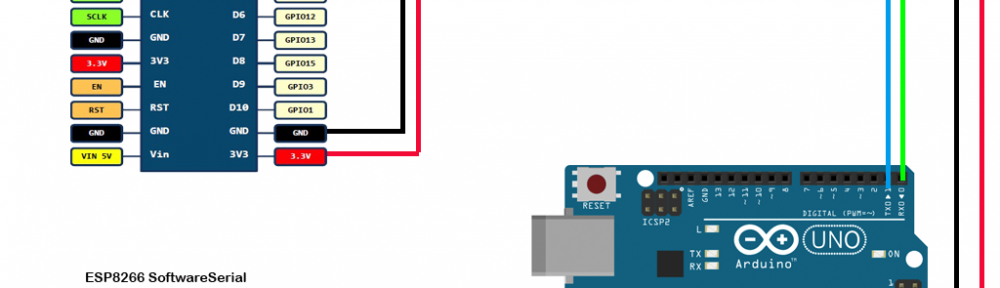 SCLK CLK D6 GPIO12
GND GND D7 GPIO13
3.3V 3V3 D8 GPIO15
EN EN D9 GPIO3
RST RST D10 GPIO1
GND GND GND GND
VIN 5V Vin 3V3 3.3V
RESET
ICSP2
AREF
GND
13
12
~11
~10
~9
8
7
~6
~5
4
~3
2
TX0▶1
RX0◀0
DIGITAL (PWM=~)
L
TX
RX
UNO
ON
Arduino™
1
ESP8266 SoftwareSerial